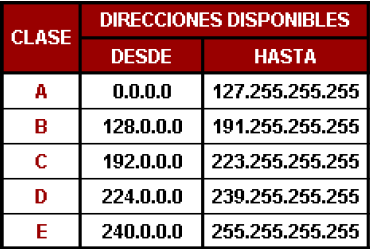 CLASE DIRECCIONES DISPONIBLES
DESDE HASTA
A 0.0.0.0 127.255.255.255
B 128.0.0.0 191.255.255.255
C 192.0.0.0 223.255.255.255
D 224.0.0.0 239.255.255.255
E 240.0.0.0 255.255.255.255